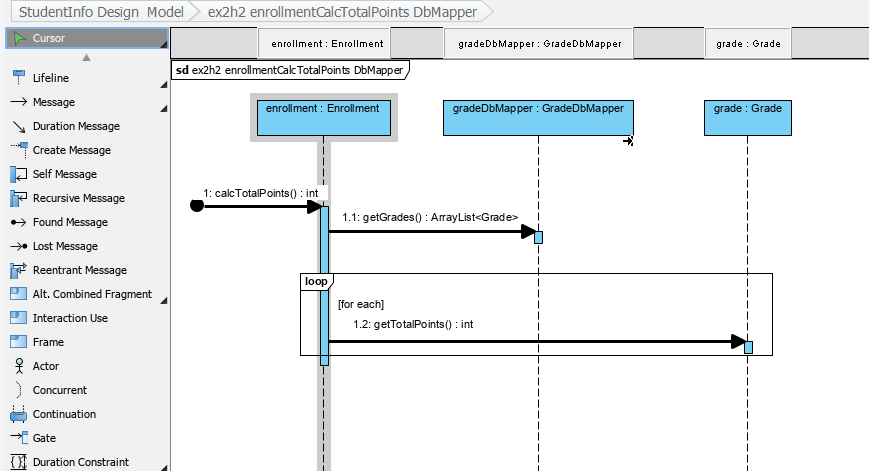 StudentInfo Design Model
ex2h2 enrollmentCalcTotalPoints DbMapper
Cursor
Lifeline
Message
Duration Message
Create Message
Self Message
Recursive Message
Found Message
Lost Message
Reentrant Message
Alt. Combined Fragment
Interaction Use
Frame
Actor
Concurrent
Continuation
Gate
Duration Constraint
enrollment : Enrollment
gradeDbMapper : GradeDbMapper
grade : Grade
sd ex2h2 enrollmentCalcTotalPoints DbMapper
enrollment : Enrollment
gradeDbMapper : GradeDbMapper
grade : Grade
1: calcTotalPoints() : int
1.1: getGrades() : ArrayList<Grade>
loop
[for each]
1.2: getTotalPoints() : int